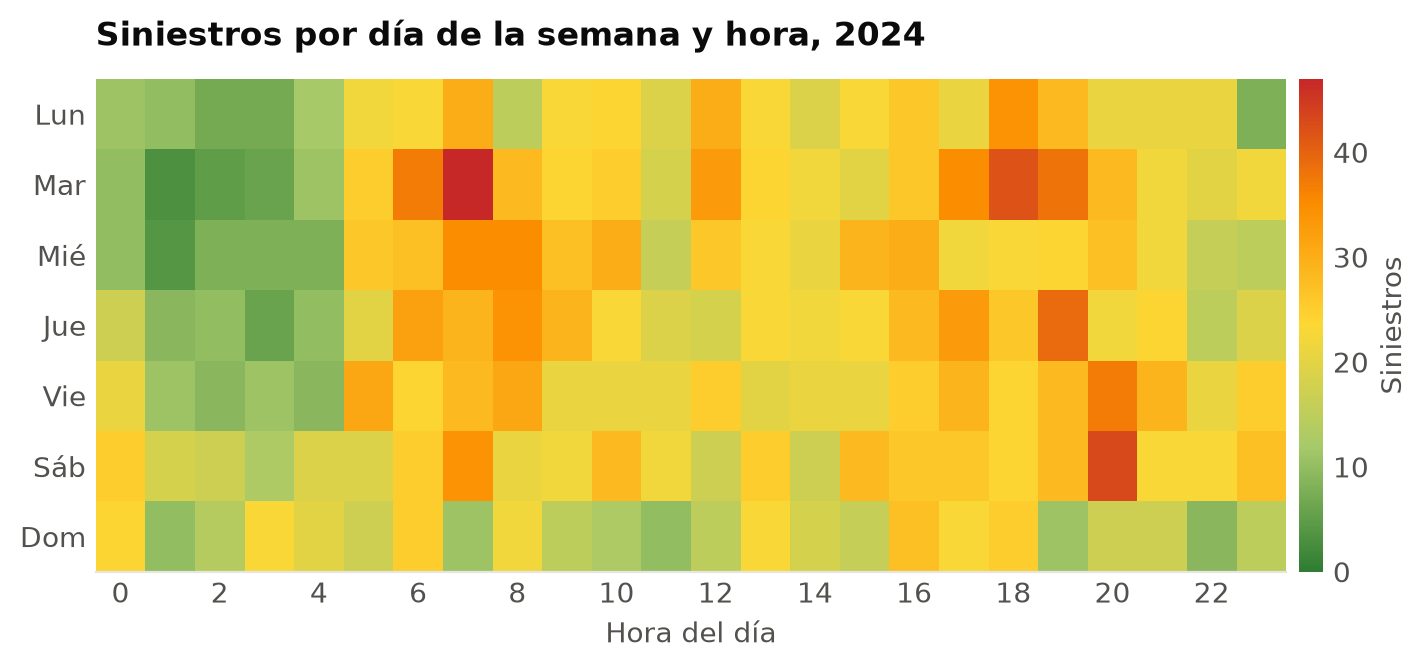 Siniestros por día de la semana y hora, 2024
Lun
Mar
Mié
Jue
Vie
Sáb
Dom
0 2 4 6 8 10 12 14 16 18 20 22
Hora del día
40
30
20
10
0
Siniestros